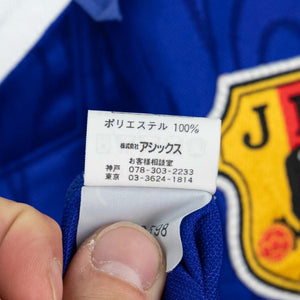 ポリエステル 100%
株式会社アシックス
お客様相談室
神戸 078-303-2233
東京 03-3624-1814
J